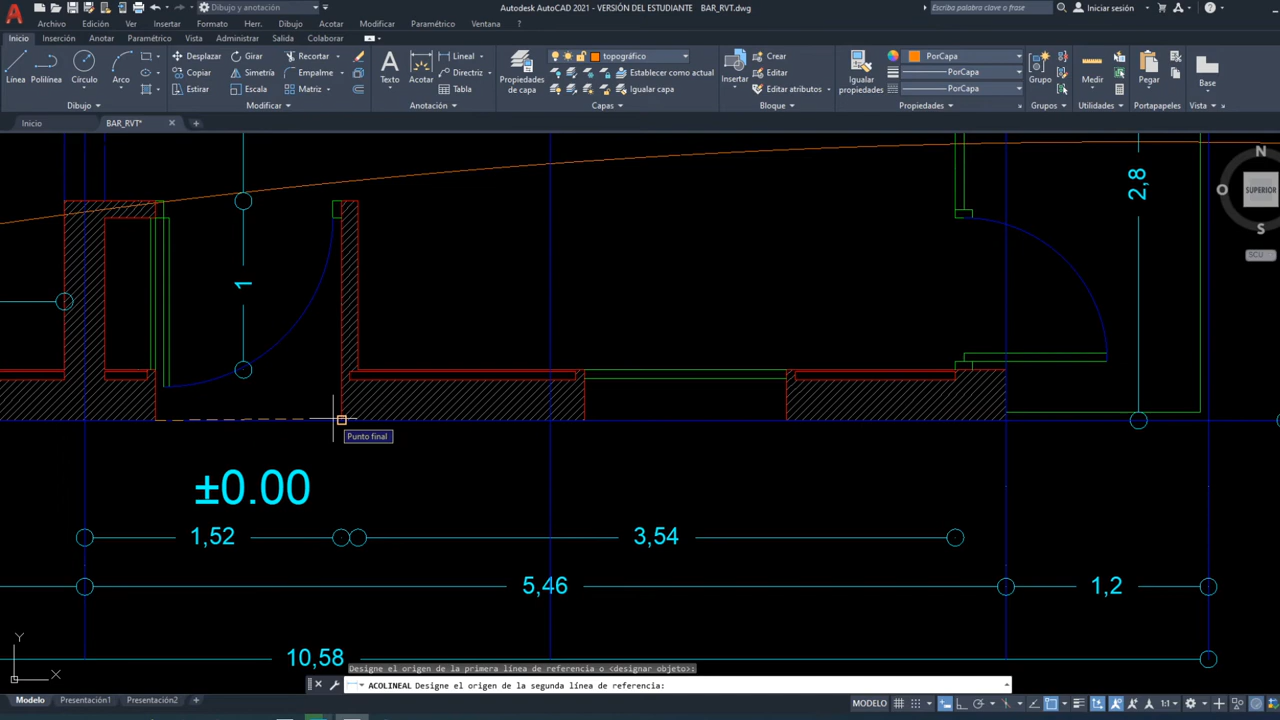 Dibujo y anotación
Autodesk AutoCAD 2021 - VERSIÓN DEL ESTUDIANTE BAR_RVT.dwg
Escriba palabra clave o frase
Iniciar sesión
Archivo Edición Ver Insertar Formato Herr. Dibujo Acotar Modificar Paramétrico Ventana
Inicio Inserción Anotar Paramétrico Vista Administrar Salida Colaborar
Línea Polilínea Círculo Arco
Desplazar Girar Recortar
Copiar Simetría Empalme
Estirar Escala Matriz
Texto Acotar
Lineal
Directriz
Tabla
Propiedades de capa
topográfico
Establecer como actual
Igualar capa
Insertar
Crear
Editar
Editar atributos
Igualar propiedades
PorCapa
PorCapa
PorCapa
Grupo
Medir
Pegar
Base
Dibujo Modificar Anotación Capas Bloque Propiedades Grupos Utilidades Portapapeles Vista
Inicio BAR_RVT*
N
O SUPERIOR E
S
SCU
2,8
1
Punto final
±0.00
1,52
3,54
5,46
1,2
10,58
Y
X
Designe el origen de la primera línea de referencia o <designar objeto>:
ACOLINEAL Designe el origen de la segunda línea de referencia:
Modelo Presentación1 Presentación2
MODELO
1:1